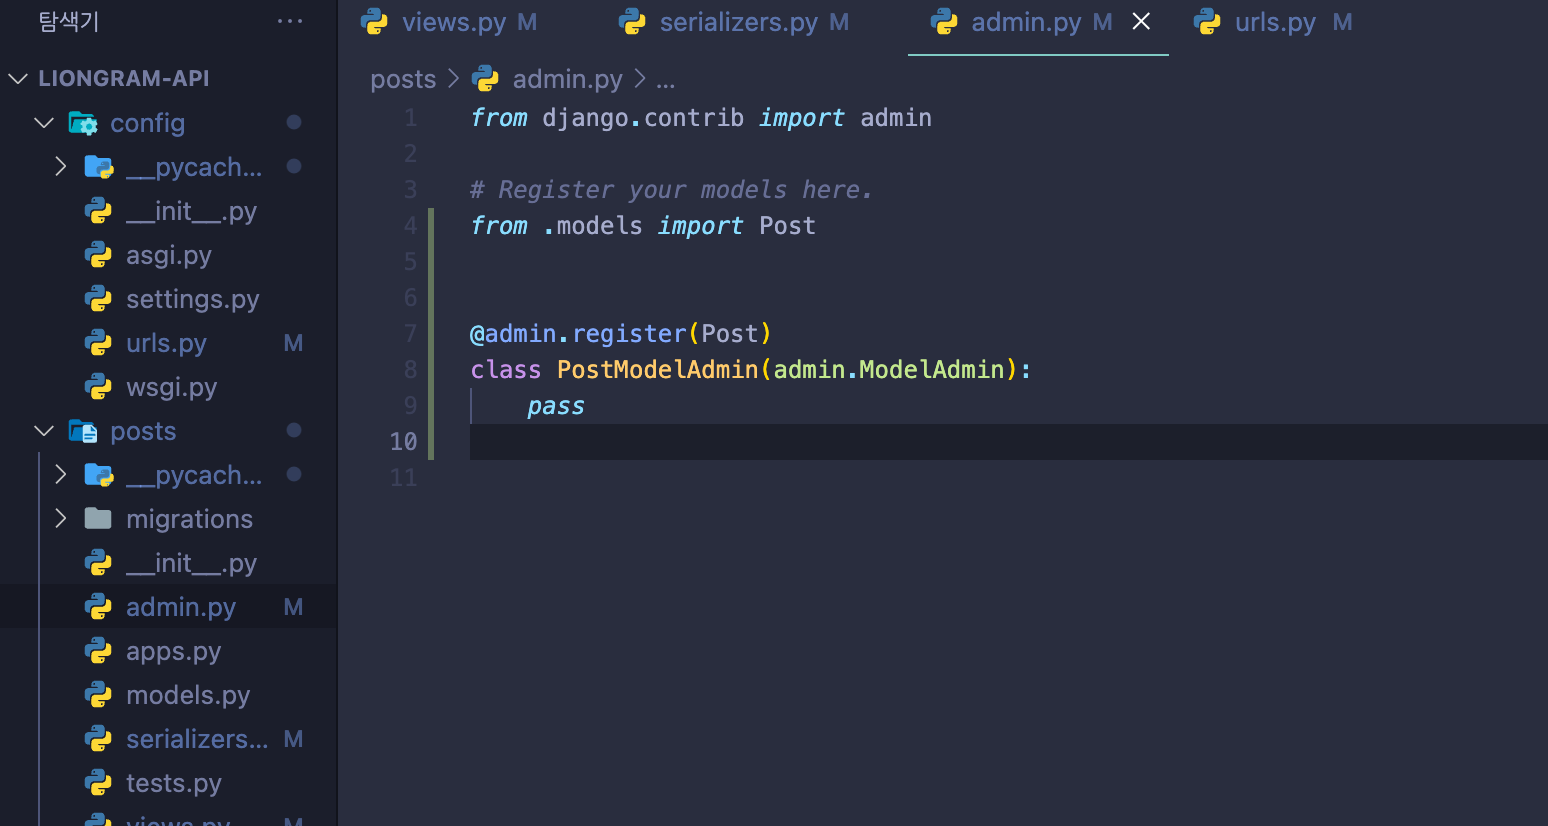 탐색기 ...
views.py M serializers.py M admin.py M urls.py M
LIONGRAM-API
config
__pycach...
__init__.py
asgi.py
settings.py
urls.py M
wsgi.py
posts
__pycach...
migrations
__init__.py
admin.py M
apps.py
models.py
serializers... M
tests.py
views.py M
posts > admin.py > ...
1 from django.contrib import admin
2
3 # Register your models here.
4 from .models import Post
5
6
7 @admin.register(Post)
8 class PostModelAdmin(admin.ModelAdmin):
9     pass
10
11